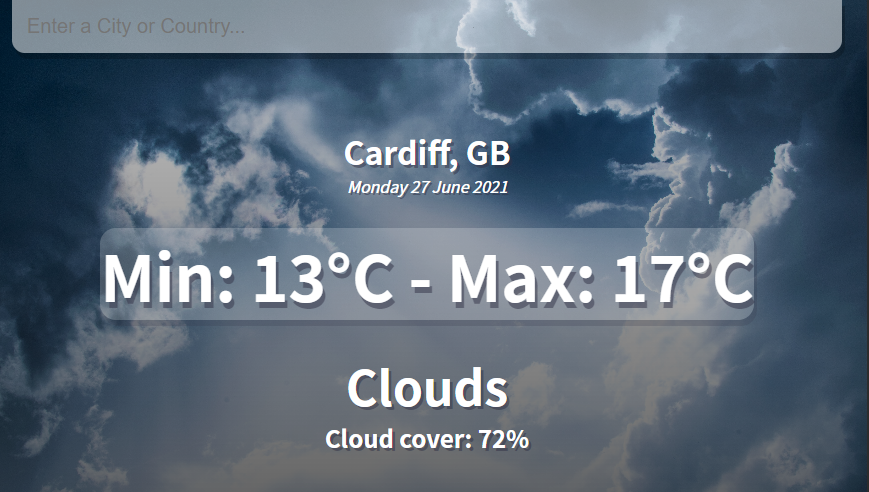 Enter a City or Country...
Cardiff, GB
Monday 27 June 2021
Min: 13°C - Max: 17°C
Clouds
Cloud cover: 72%